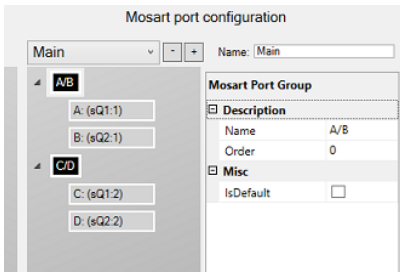 Mosart port configuration
Main - + Name: Main
A/B
A: (sQ1:1)
B: (sQ2:1)
C/D
C: (sQ1:2)
D: (sQ2:2)
Mosart Port Group
Description
Name A/B
Order 0
Misc
IsDefault